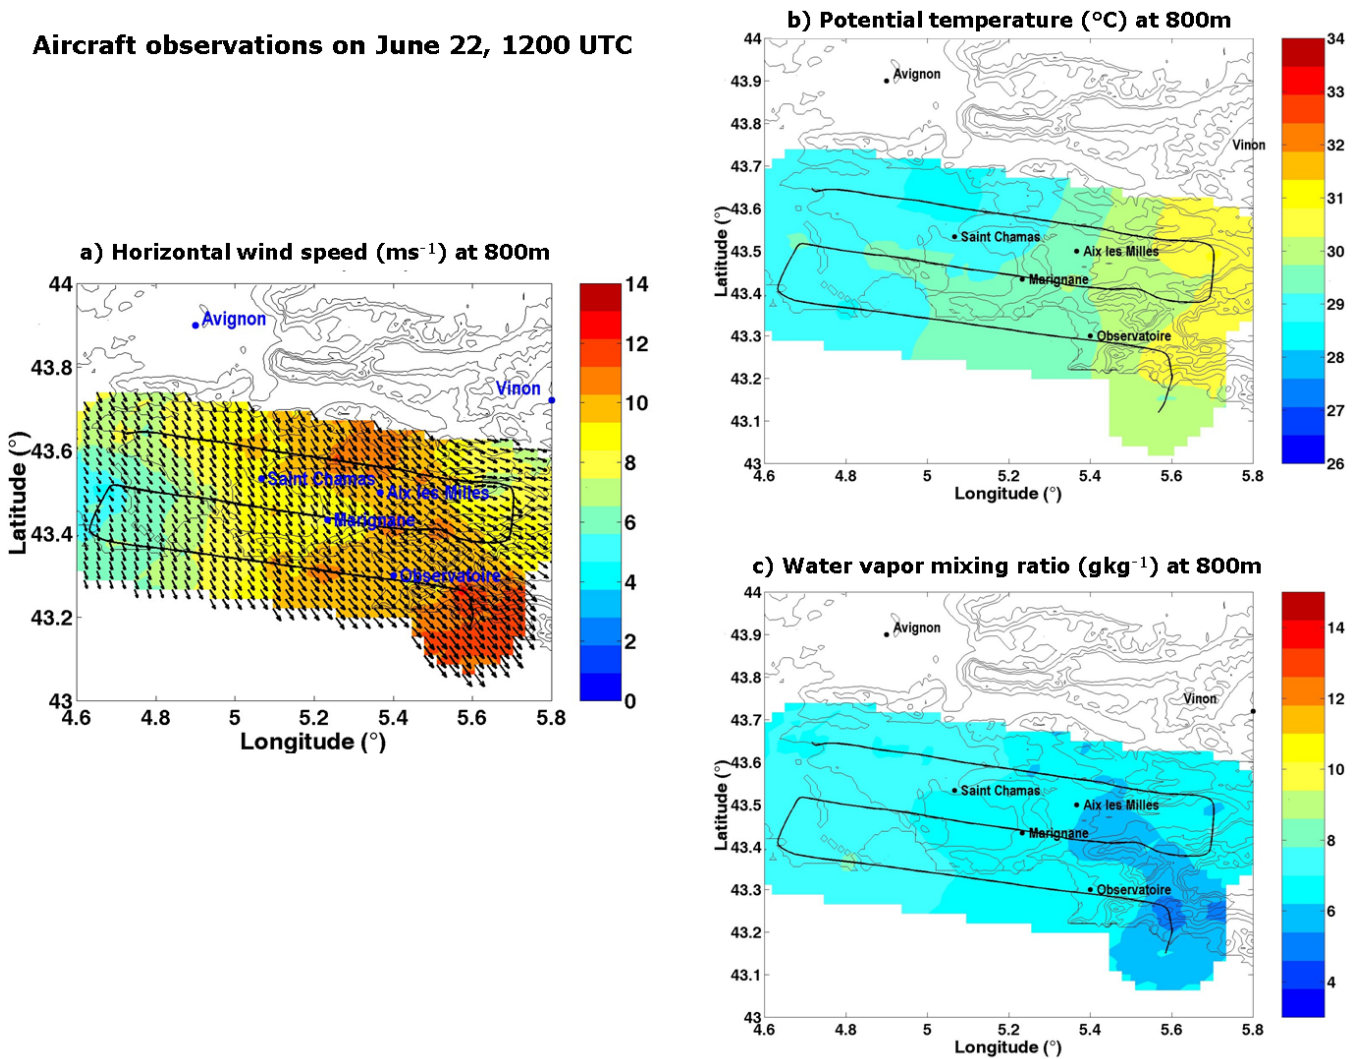 Aircraft observations on June 22, 1200 UTC
a) Horizontal wind speed (ms-1) at 800m
44
43.8
43.6
43.4
43.2
43
4.6 4.8 5 5.2 5.4 5.6 5.8
Latitude (°)
Longitude (°)
Avignon
Vinon
Saint Chamas
Aix les Milles
Marignane
Observatoire
14
12
10
8
6
4
2
0
b) Potential temperature (°C) at 800m
44
43.9
43.8
43.7
43.6
43.5
43.4
43.3
43.2
43.1
43
4.6 4.8 5 5.2 5.4 5.6 5.8
Latitude (°)
Longitude (°)
Avignon
Vinon
Saint Chamas
Aix les Milles
Marignane
Observatoire
34
33
32
31
30
29
28
27
26
c) Water vapor mixing ratio (gkg-1) at 800m
44
43.9
43.8
43.7
43.6
43.5
43.4
43.3
43.2
43.1
43
4.6 4.8 5 5.2 5.4 5.6 5.8
Latitude (°)
Longitude (°)
Avignon
Vinon
Saint Chamas
Aix les Milles
Marignane
Observatoire
14
12
10
8
6
4